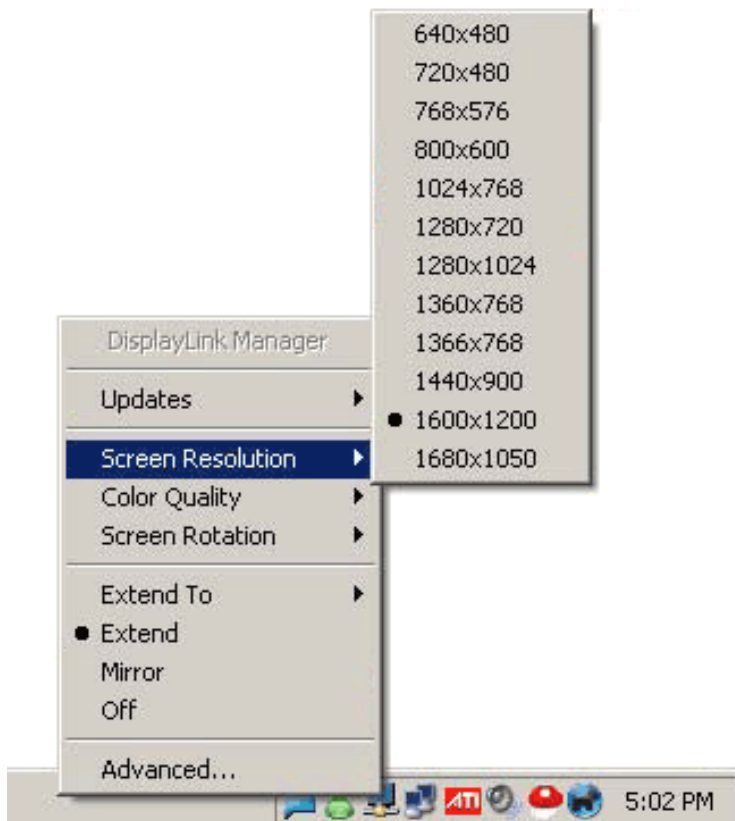 640x480
720x480
768x576
800x600
1024x768
1280x720
1280x1024
1360x768
1366x768
1440x900
1600x1200
1680x1050
DisplayLink Manager
Updates
Screen Resolution
Color Quality
Screen Rotation
Extend To
Extend
Mirror
Off
Advanced...
ATI
5:02 PM